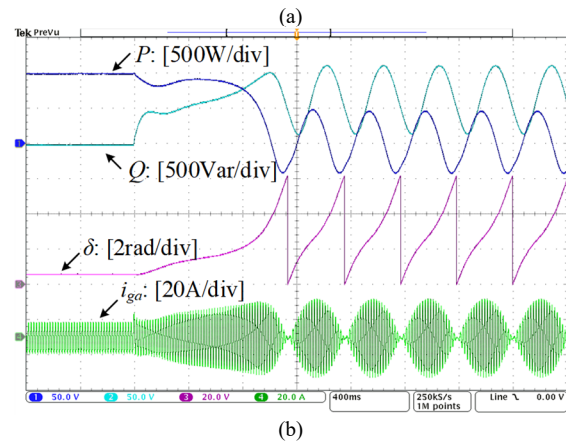 (a)
Tek PreVu
P: [500W/div]
Q: [500Var/div]
δ: [2rad/div]
iga: [20A/div]
1 50.0 V 2 50.0 V 3 20.0 V 4 20.0 A 400ms 250kS/s 1M points Line 0.00 V
(b)